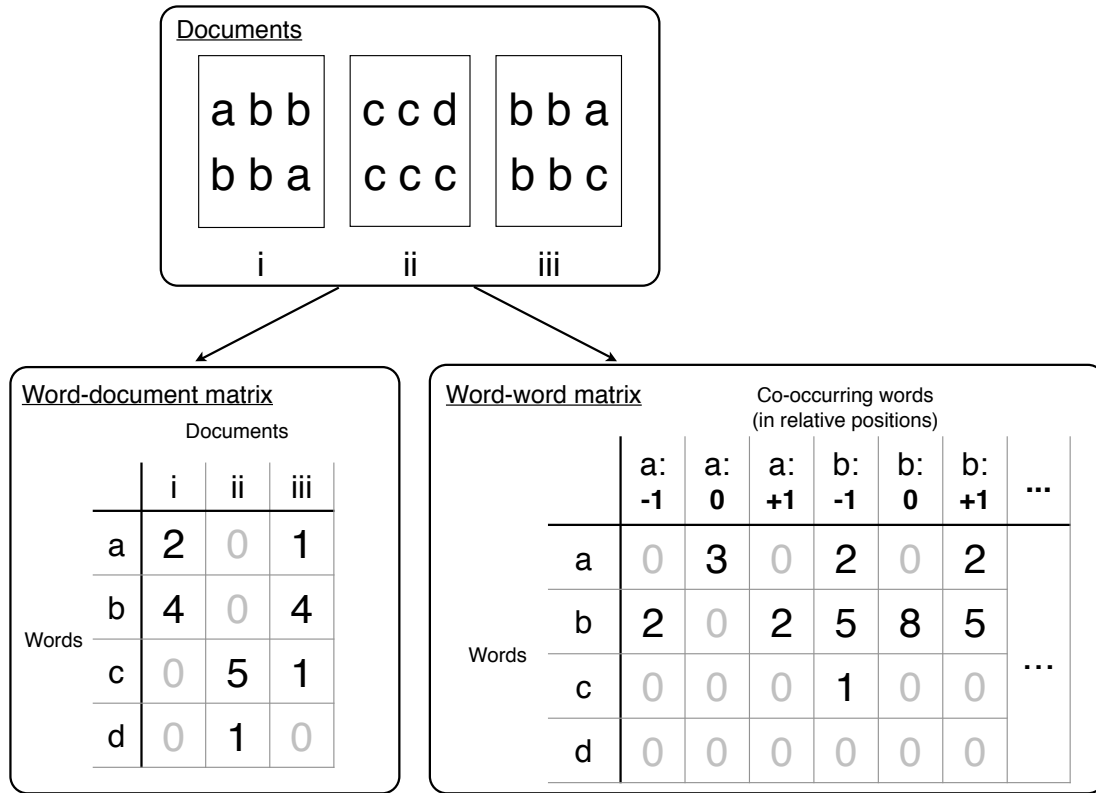 Documents
a b b
b b a
c c d
c c c
b b a
b b c
i ii iii
Word-document matrix
Documents
i ii iii
a 2 0 1
b 4 0 4
Words
c 0 5 1
d 0 1 0
Word-word matrix
Co-occurring words
(in relative positions)
a: a: a: b: b: b: ...
-1 0 +1 -1 0 +1
a 0 3 0 2 0 2
b 2 0 2 5 8 5
Words ...
c 0 0 0 1 0 0
d 0 0 0 0 0 0